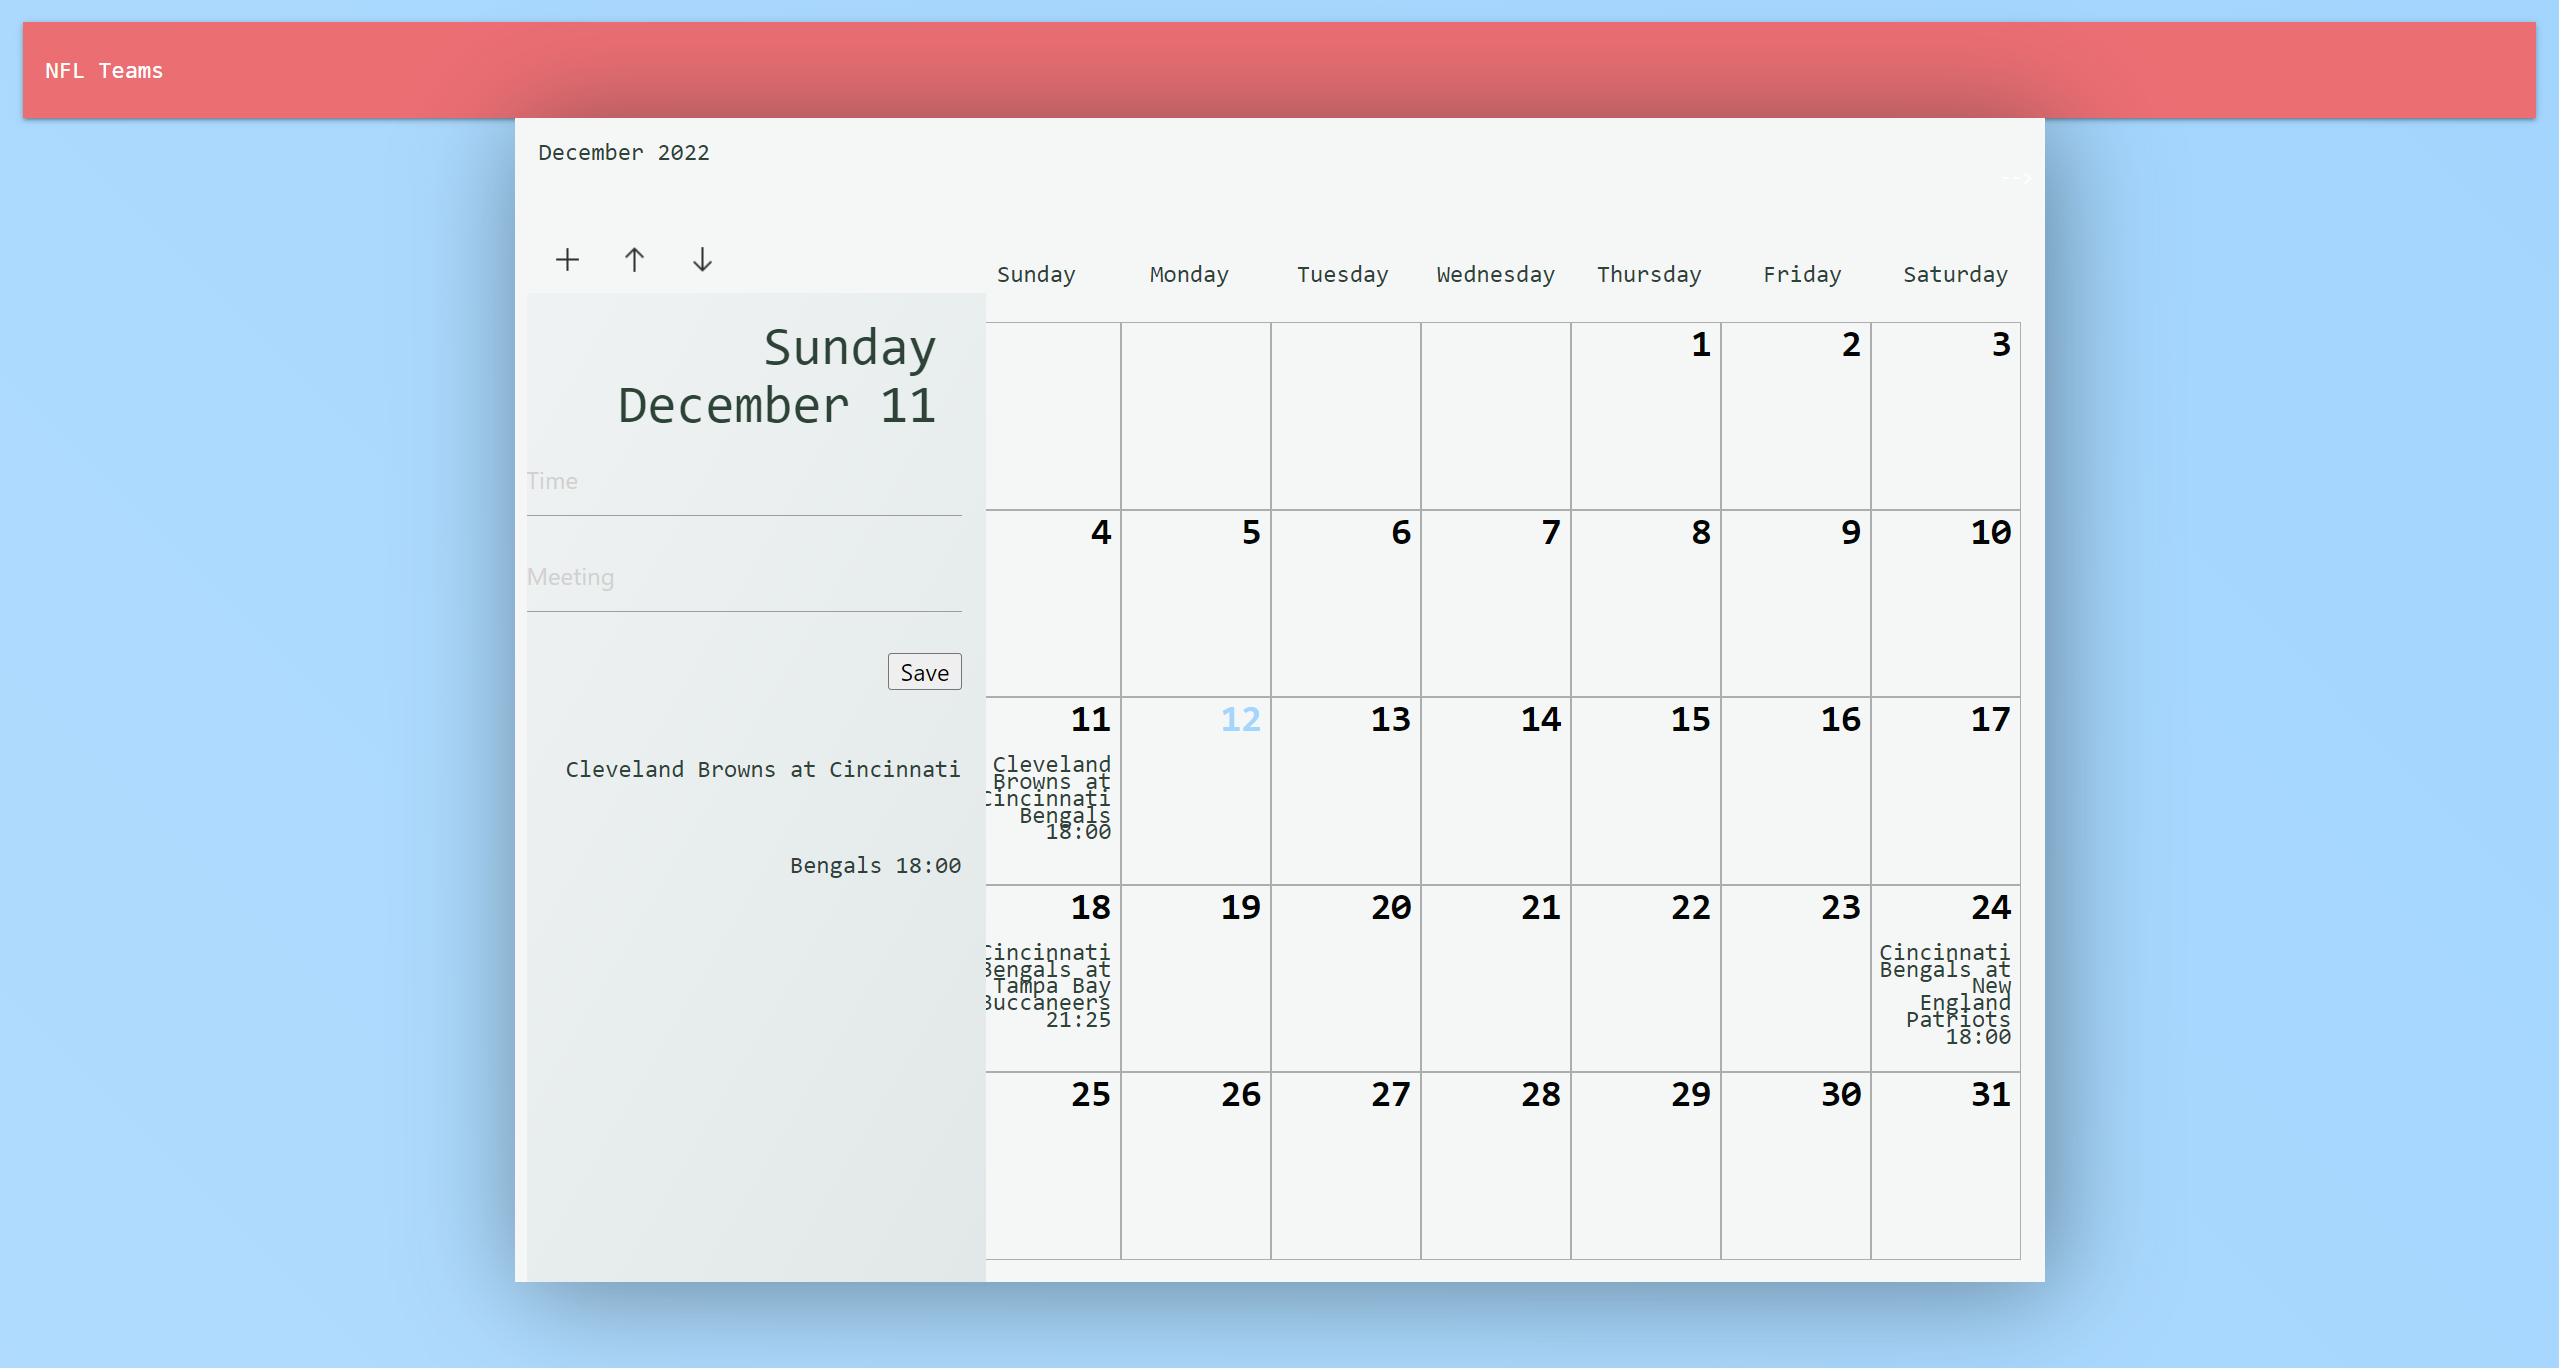 NFL Teams
December 2022
-->
Sunday Monday Tuesday Wednesday Thursday Friday Saturday
Sunday
December 11
Time
Meeting
Save
Cleveland Browns at Cincinnati
Bengals 18:00
1 2 3
4 5 6 7 8 9 10
11 12 13 14 15 16 17
Cleveland
Browns at
Cincinnati
Bengals
18:00
18 19 20 21 22 23 24
Cincinnati
Bengals at
Tampa Bay
Buccaneers
21:25
Cincinnati
Bengals at
New
England
Patriots
18:00
25 26 27 28 29 30 31